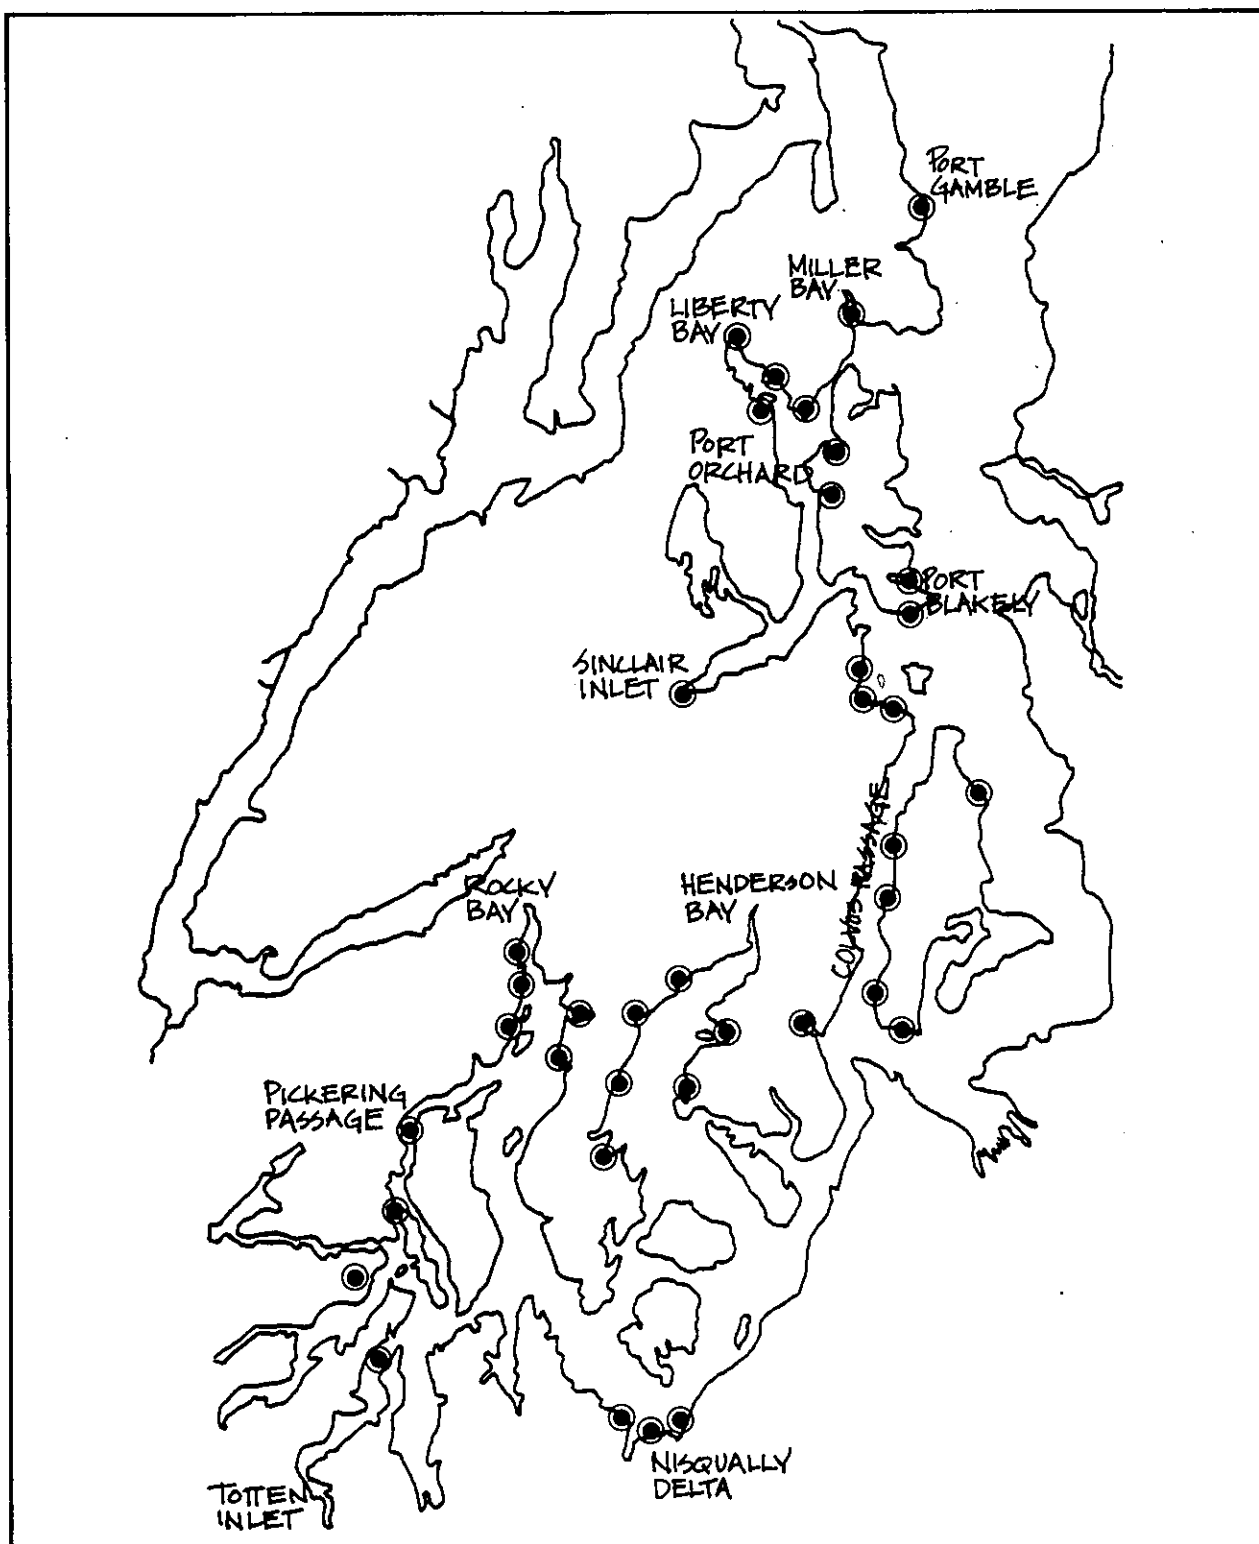 PORT
GAMBLE
MILLER
BAY
LIBERTY
BAY
PORT
ORCHARD
PORT
BLAKELY
SINCLAIR
INLET
COLVOS PASSAGE
ROCKY
BAY
HENDERSON
BAY
PICKERING
PASSAGE
NISQUALLY
DELTA
TOTTEN
INLET